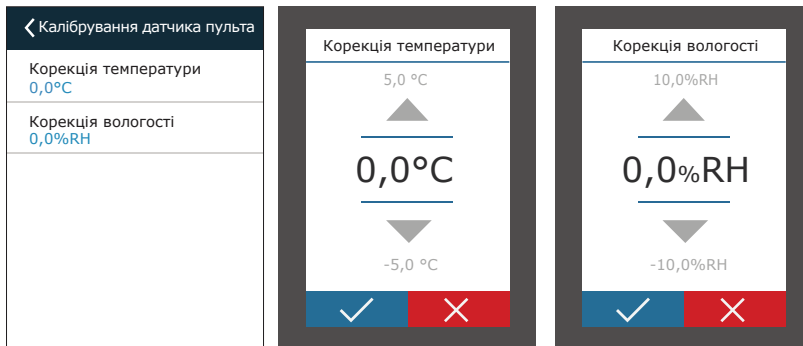 Калібрування датчика пульта
Корекція температури
0,0°C
Корекція вологості
0,0%RH
Корекція температури
5,0 °C
0,0°C
-5,0 °C
Корекція вологості
10,0%RH
0,0%RH
-10,0%RH